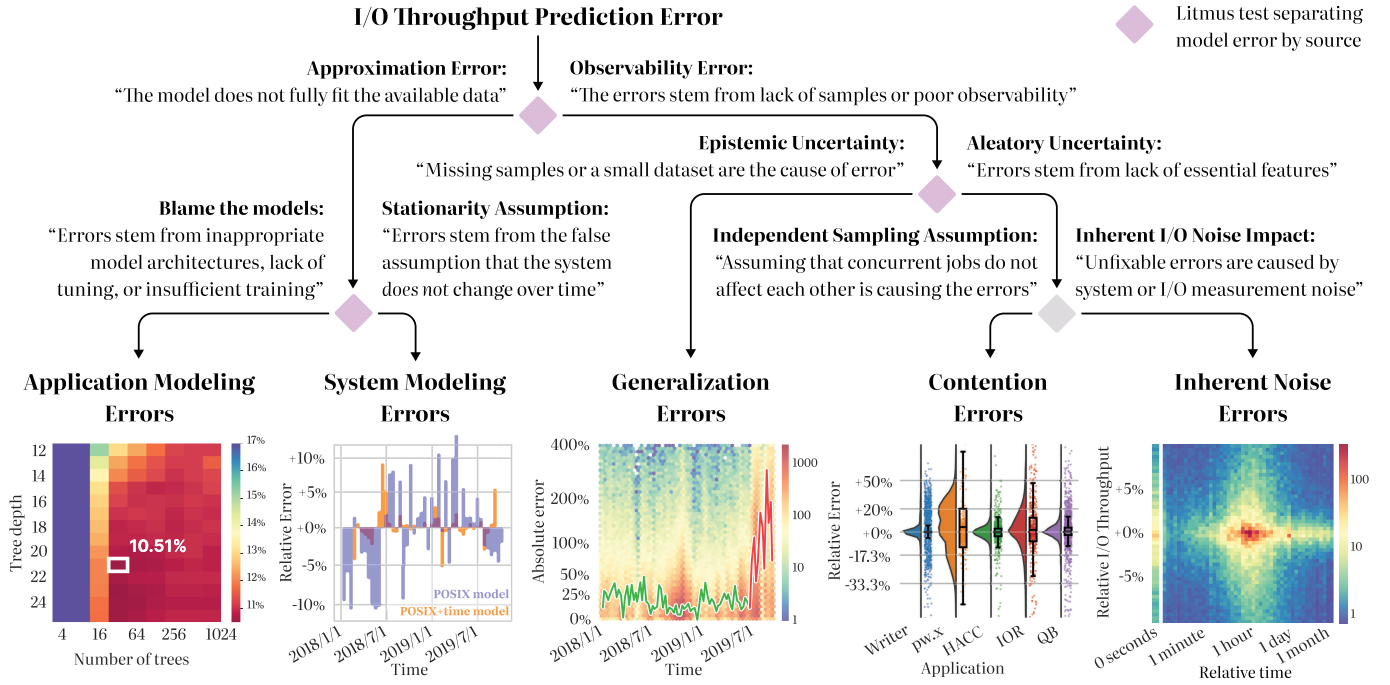 I/O Throughput Prediction Error
Litmus test separating
model error by source
Approximation Error:
“The model does not fully fit the available data”
Observability Error:
“The errors stem from lack of samples or poor observability”
Epistemic Uncertainty:
“Missing samples or a small dataset are the cause of error”
Aleatory Uncertainty:
“Errors stem from lack of essential features”
Blame the models:
“Errors stem from inappropriate
model architectures, lack of
tuning, or insufficient training”
Stationarity Assumption:
“Errors stem from the false
assumption that the system
does not change over time”
Independent Sampling Assumption:
“Assuming that concurrent jobs do not
affect each other is causing the errors”
Inherent I/O Noise Impact:
“Unfixable errors are caused by
system or I/O measurement noise”
Application Modeling
Errors
12
14
16
18
20
22
24
Tree depth
10.51%
4
16
64
256
1024
Number of trees
17%
16%
15%
14%
13%
12%
11%
System Modeling
Errors
+10%
+5%
+0%
-5%
-10%
Relative Error
POSIX model
POSIX+time model
2018/1/1
2018/7/1
2019/1/1
2019/7/1
Time
Generalization
Errors
400%
200%
100%
50%
25%
0%
Absolute error
2018/1/1
2018/7/1
2019/1/1
2019/7/1
Time
1000
100
10
1
Contention
Errors
+50%
+20%
+0%
-17.3%
-33.3%
Relative Error
Writer
pw.x
HACC
IOR
QB
Application
Inherent Noise
Errors
+5%
+0%
-5%
Relative I/O Throughput
0 seconds
1 minute
1 hour
1 day
1 month
Relative time
100
10
1